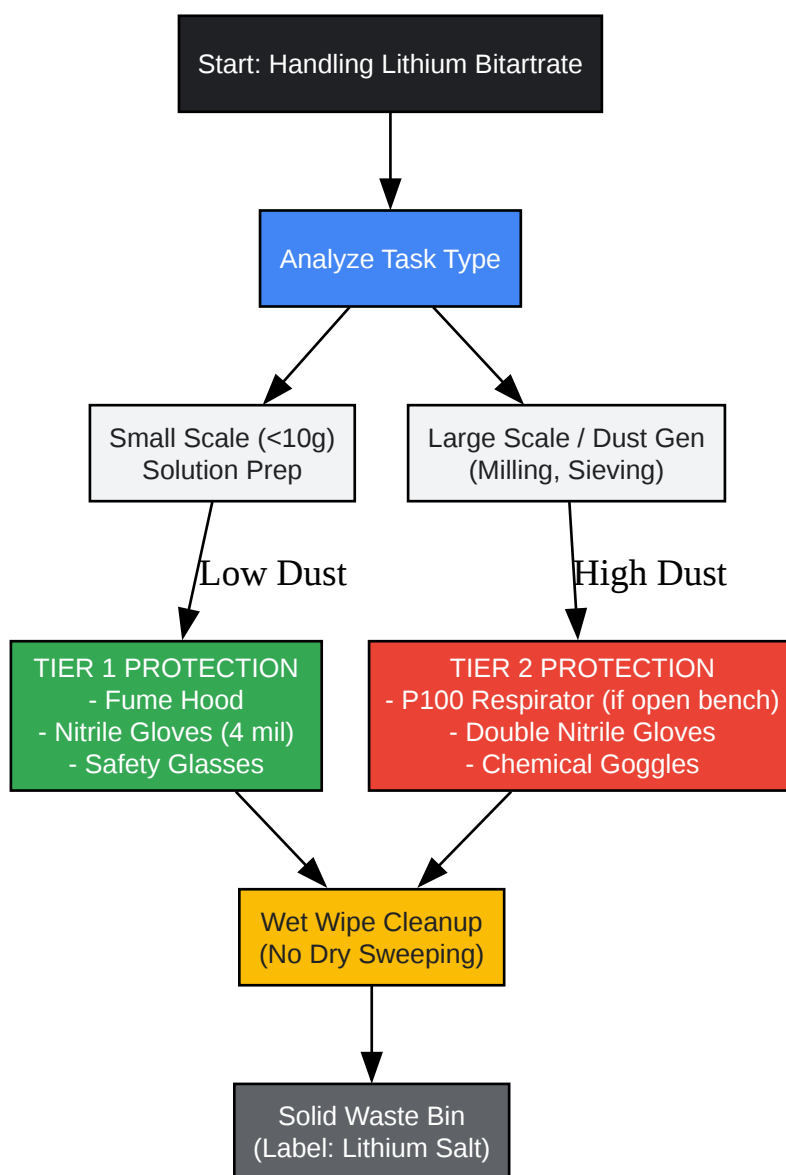 Start: Handling Lithium Bitartrate
Analyze Task Type
Small Scale (<10g)
Solution Prep
Large Scale / Dust Gen
(Milling, Sieving)
Low Dust
High Dust
TIER 1 PROTECTION
- Fume Hood
- Nitrile Gloves (4 mil)
- Safety Glasses
TIER 2 PROTECTION
- P100 Respirator (if open bench)
- Double Nitrile Gloves
- Chemical Goggles
Wet Wipe Cleanup
(No Dry Sweeping)
Solid Waste Bin
(Label: Lithium Salt)